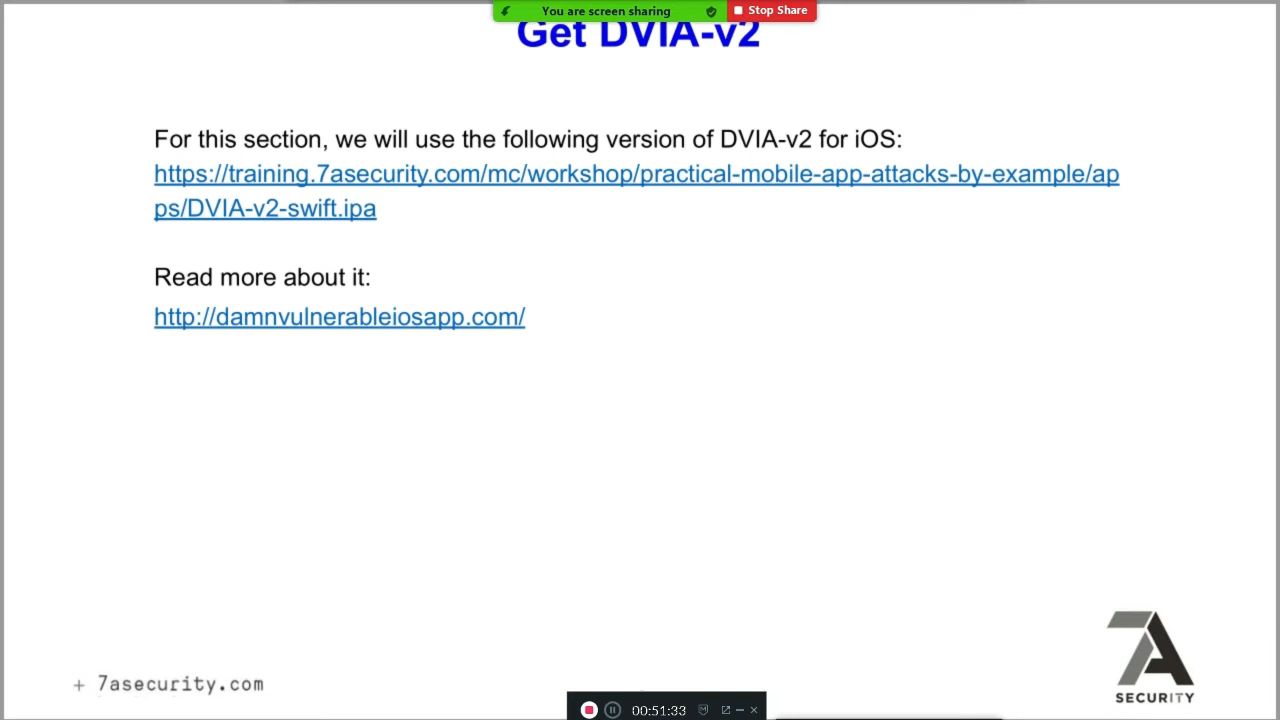 You are screen sharing
Stop Share
Get DVIA-v2
For this section, we will use the following version of DVIA-v2 for iOS:
https://training.7asecurity.com/mc/workshop/practical-mobile-app-attacks-by-example/ap
ps/DVIA-v2-swift.ipa
Read more about it:
http://damnvulnerableiosapp.com/
7A
SECURITY
+ 7asecurity.com
00:51:33